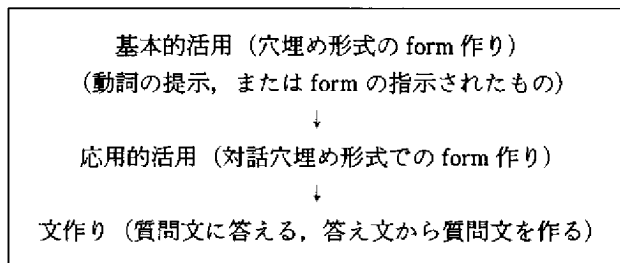 基本的活用（穴埋め形式の form 作り）
（動詞の提示，または form の指示されたもの）
↓
応用的活用（対話穴埋め形式での form 作り）
↓
文作り（質問文に答える，答え文から質問文を作る）